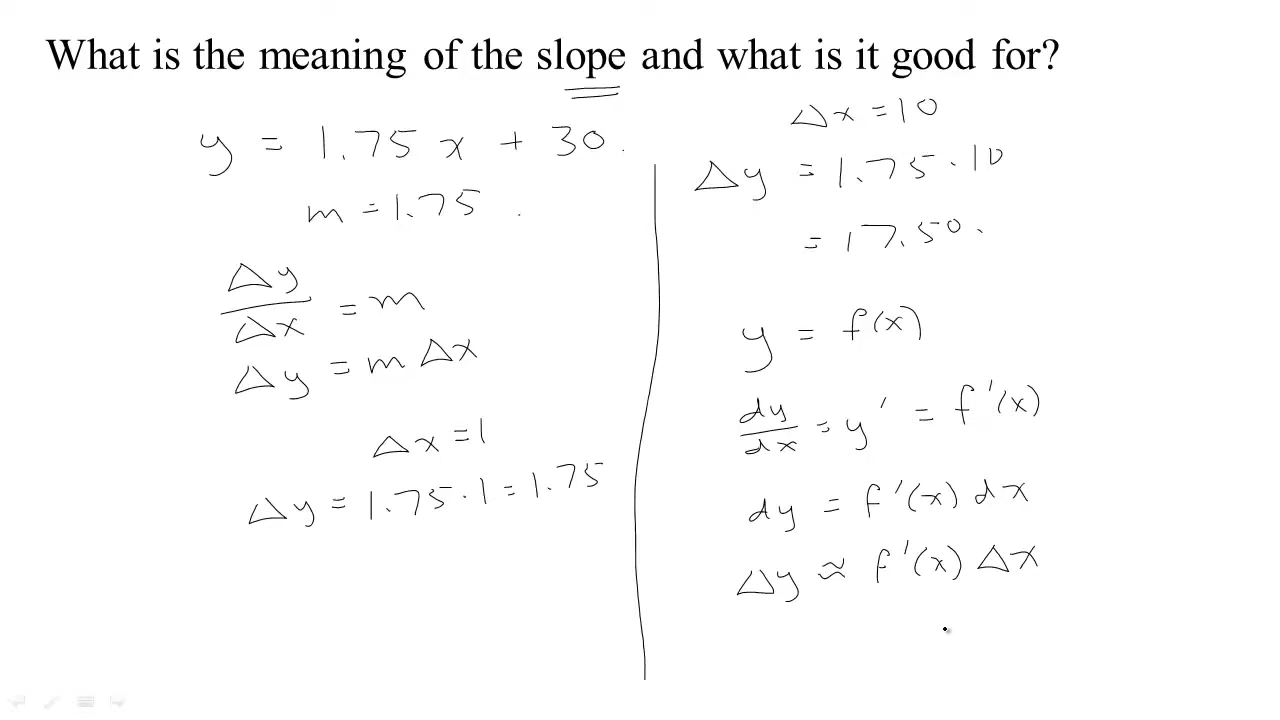 What is the meaning of the slope and what is it good for?
y = 1.75 x + 30.
m = 1.75.
Δy/Δx = m
Δy = m Δx
Δx = 1
Δy = 1.75 · 1 = 1.75
Δx = 10
Δy = 1.75 · 10
= 17.50.
y = f(x)
dy/dx = y' = f'(x)
dy = f'(x) dx
Δy ≈ f'(x) Δx